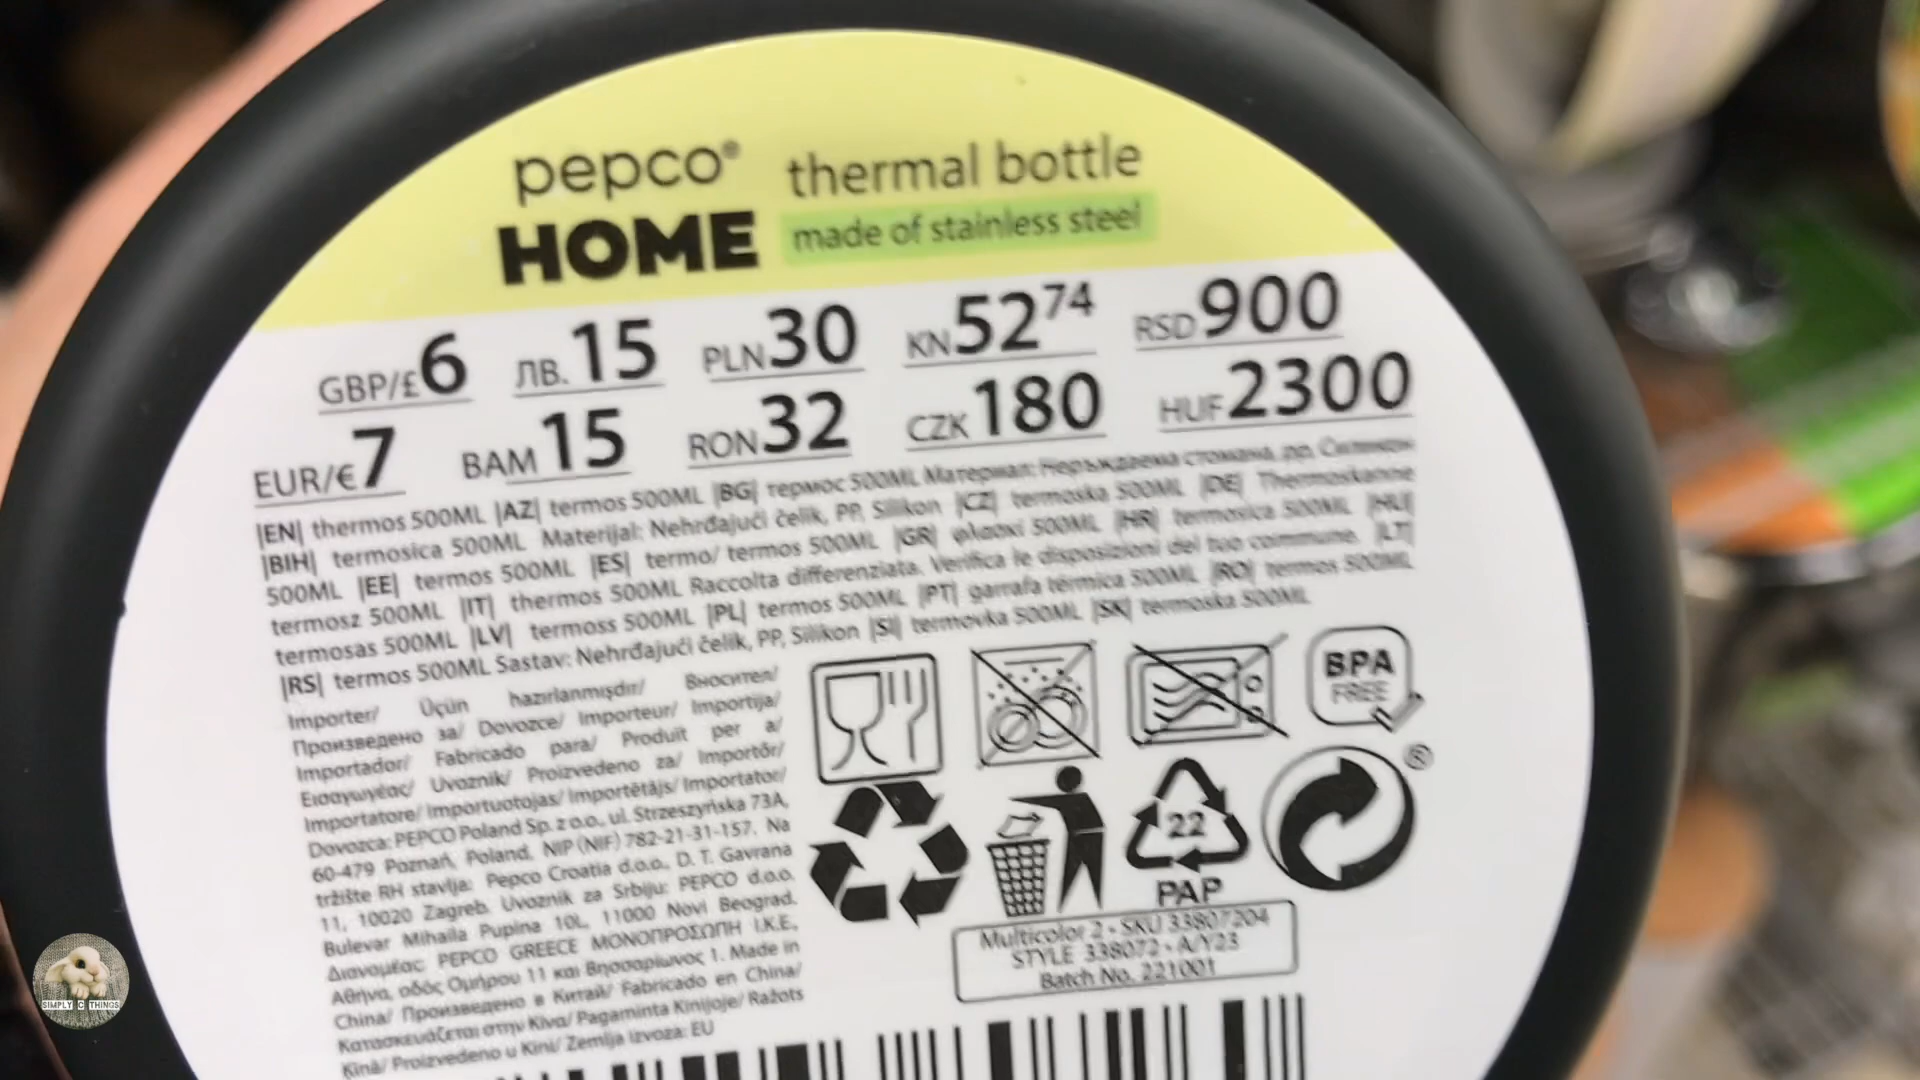 pepco®
HOME
thermal bottle
made of stainless steel
GBP/£6 ЛВ.15 PLN30 KN52⁷⁴ RSD900
EUR/€7 BAM15 RON32 CZK180 HUF2300
|EN| thermos 500ML |AZ| termos 500ML |BG| термос 500ML Материал: Неръждаема стомана, pp, Силикон
|BIH| termosica 500ML Materijal: Nehrđajući čelik, PP, Silikon |CZ| termoska 500ML |DE| Thermoskanne
500ML |EE| termos 500ML |ES| termo/ termos 500ML |GR| φλασκί 500ML |HR| termosica 500ML |HU|
termosz 500ML |IT| thermos 500ML Raccolta differenziata. Verifica le disposizioni del tuo coimmune. |LT|
termosas 500ML |LV| termoss 500ML |PL| termos 500ML |PT| garrafa térmica 500ML |RO| termos 500ML
|RS| termos 500ML Sastav: Nehrđajući čelik, PP, Silikon |SI| termovka 500ML |SK| termoska 500ML
Importer/ Üçün hazırlanmışdır/ Вносител/
Произведено за/ Dovozce/ Importeur/ Importija/
Importador/ Fabricado para/ Produit per a/
Εισαγωγέας/ Uvoznik/ Proizvedeno za/ Importőr/
Importatore/ Importuotojas/ Importētājs/ Importator/
Dovozca: PEPCO Poland Sp. z o.o., ul. Strzeszyńska 73A,
60-479 Poznań, Poland, NIP (NIF) 782-21-31-157. Na
tržište RH stavlja: Pepco Croatia d.o.o., D. T. Gavrana
11, 10020 Zagreb. Uvoznik za Srbiju: PEPCO d.o.o.
Bulevar Mihaila Pupina 10L, 11000 Novi Beograd.
Διανομέας: PEPCO GREECE ΜΟΝΟΠΡΟΣΩΠΗ Ι.Κ.Ε.,
Αθήνα, οδός Ομήρου 11 και Βησσαρίωνος 1. Made in
China/ Произведено в Китай/ Fabricado en China/
Κατασκευάζεται στην Κίνα/ Pagaminta Kinijoje/ Ražots
Ķīnā/ Proizvedeno u Kini/ Zemlja izvoza: EU
BPA
FREE
22
PAP
®
Multicolor 2 - SKU 33807204
STYLE 338072 - A/Y23
Batch No. 221001
SIMPLY C THINGS